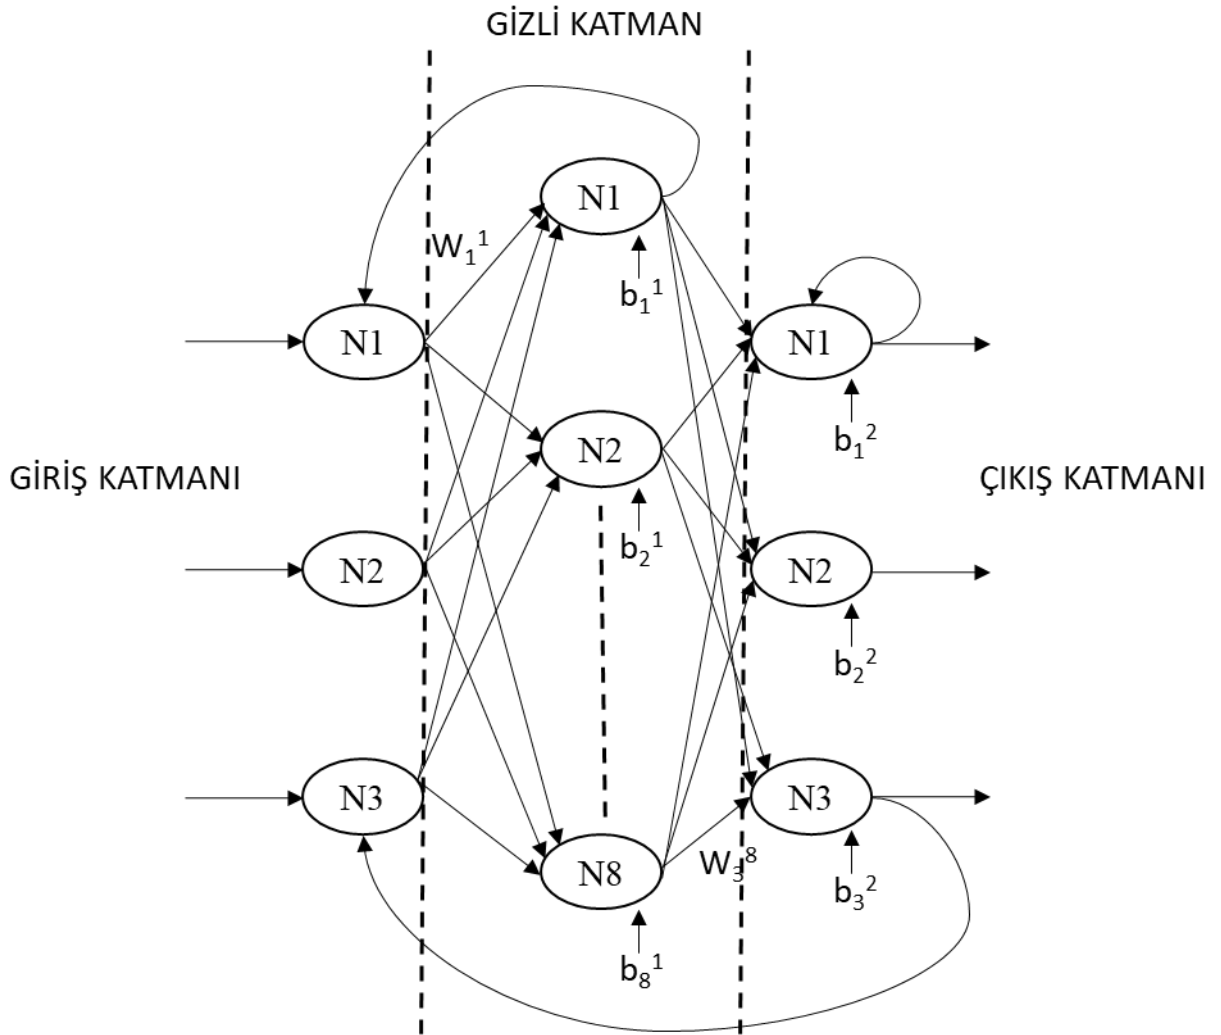 GİZLİ KATMAN
N1
W₁¹
b₁¹
N1
N1
N2
b₁²
GİRİŞ KATMANI
ÇIKIŞ KATMANI
b₂¹
N2
N2
b₂²
N3
N3
N8
W₃⁸
b₃²
b₈¹